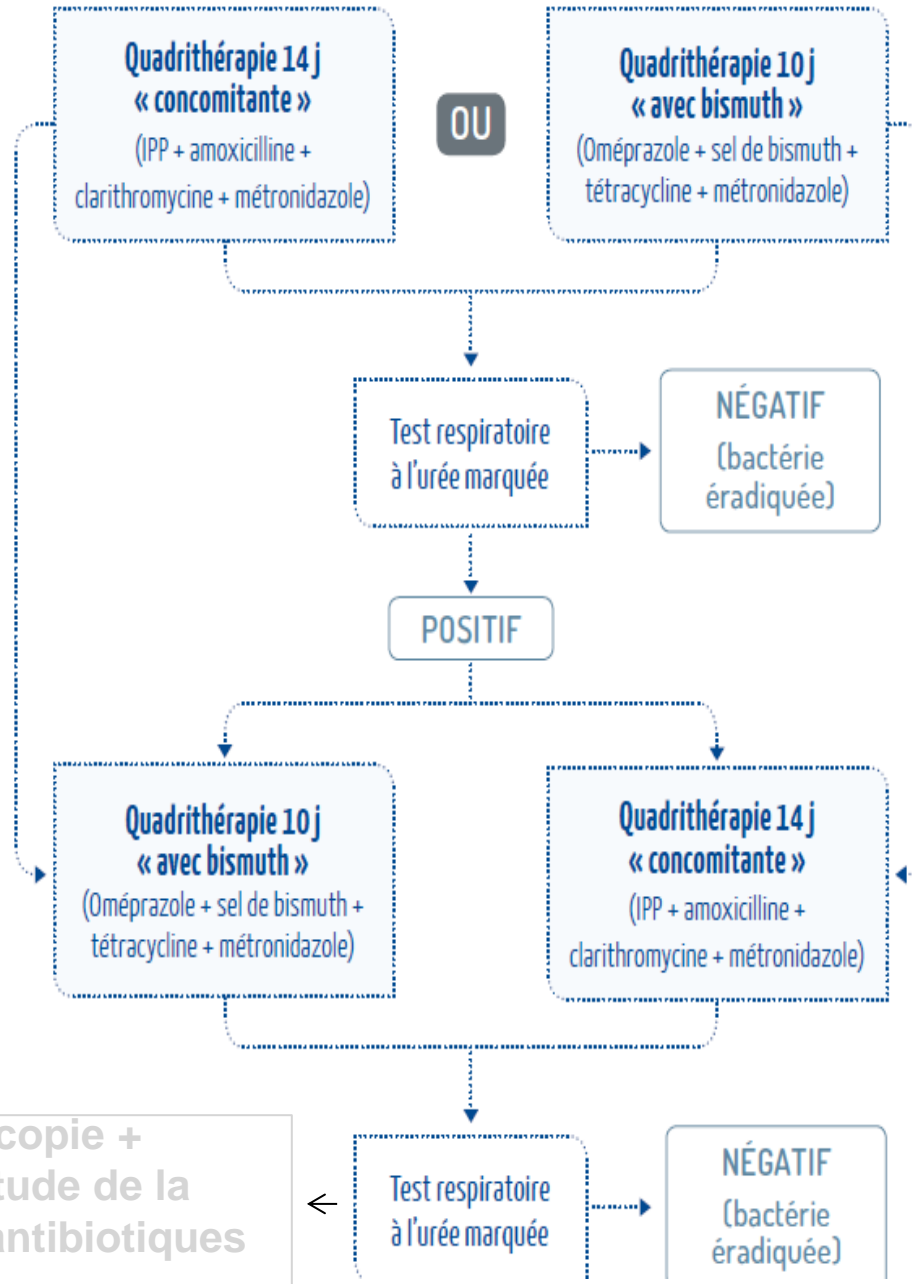 Quadrithérapie 14 j
« concomitante »
(IPP + amoxicilline +
clarithromycine + métronidazole)
OU
Quadrithérapie 10 j
« avec bismuth »
(Oméprazole + sel de bismuth +
tétracycline + métronidazole)
Test respiratoire
à l'urée marquée
NÉGATIF
(bactérie
éradiquée)
POSITIF
Quadrithérapie 10 j
« avec bismuth »
(Oméprazole + sel de bismuth +
tétracycline + métronidazole)
Quadrithérapie 14 j
« concomitante »
(IPP + amoxicilline +
clarithromycine + métronidazole)
copie +
tude de la
antibiotiques
Test respiratoire
à l'urée marquée
NÉGATIF
(bactérie
éradiquée)